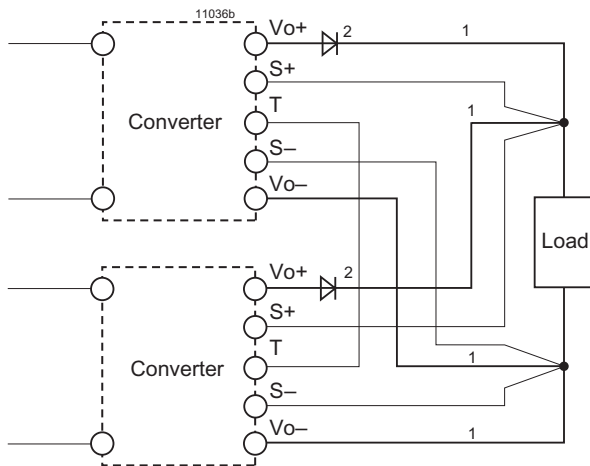 11036b
Vo+
2
1
S+
T
1
Converter
S–
Vo–
Load
Vo+
2
S+
T
1
Converter
S–
Vo–
1